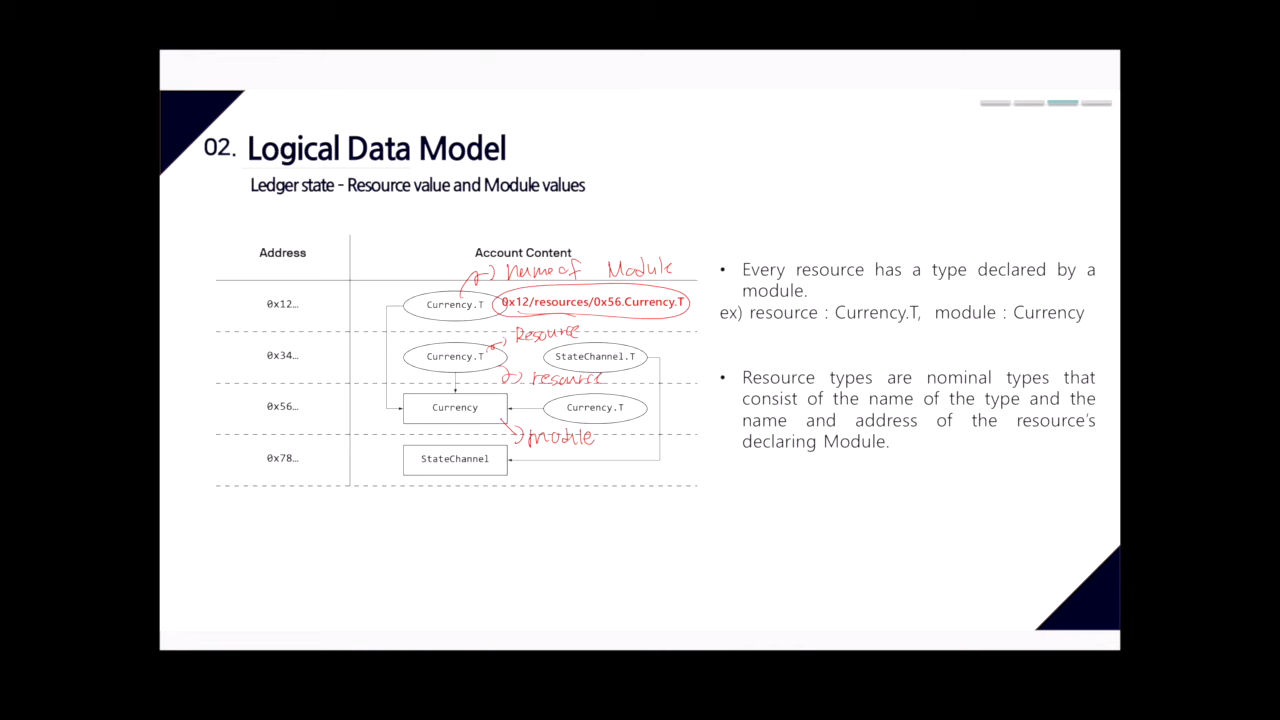 02. Logical Data Model
Ledger state - Resource value and Module values
Address
Account Content
name of Module
0x12...
Currency.T
0x12/resources/0x56.Currency.T
Resource
0x34...
Currency.T
StateChannel.T
resource
0x56...
Currency
Currency.T
module
0x78...
StateChannel
• Every resource has a type declared by a
module.
ex) resource : Currency.T, module : Currency
• Resource types are nominal types that
consist of the name of the type and the
name and address of the resource's
declaring Module.